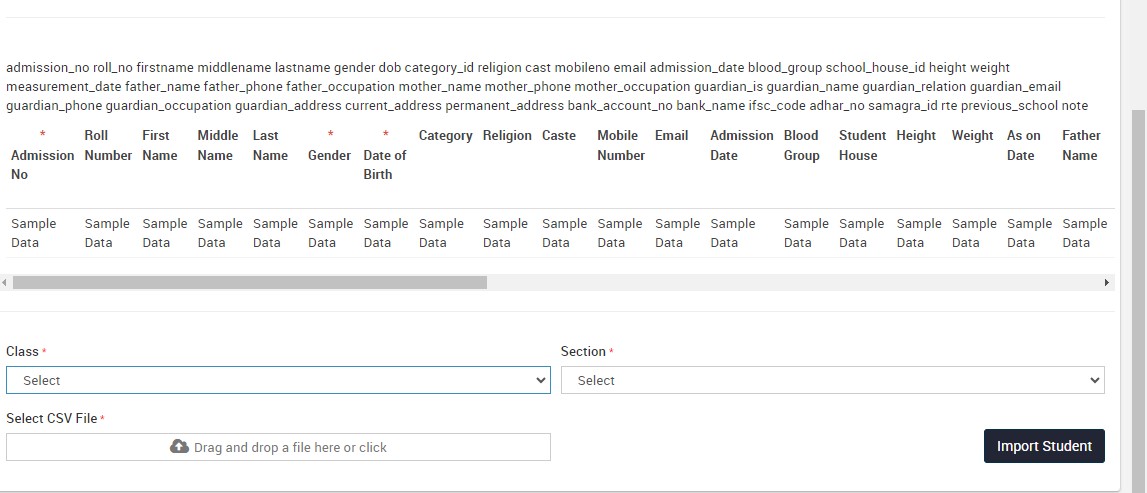 admission_no roll_no firstname middlename lastname gender dob category_id religion cast mobileno email admission_date blood_group school_house_id height weight
measurement_date father_name father_phone father_occupation mother_name mother_phone mother_occupation guardian_is guardian_name guardian_relation guardian_email
guardian_phone guardian_occupation guardian_address current_address permanent_address bank_account_no bank_name ifsc_code adhar_no samagra_id rte previous_school note
* Roll First Middle Last * * Category Religion Caste Mobile Email Admission Blood Student Height Weight As on Father
Admission Number Name Name Name Gender Date of Number Date Group House Date Name
No Birth
Sample Sample Sample Sample Sample Sample Sample Sample Sample Sample Sample Sample Sample Sample Sample Sample Sample Sample Sample
Data Data Data Data Data Data Data Data Data Data Data Data Data Data Data Data Data Data Data
Class * Section *
Select Select
Select CSV File *
Drag and drop a file here or click Import Student